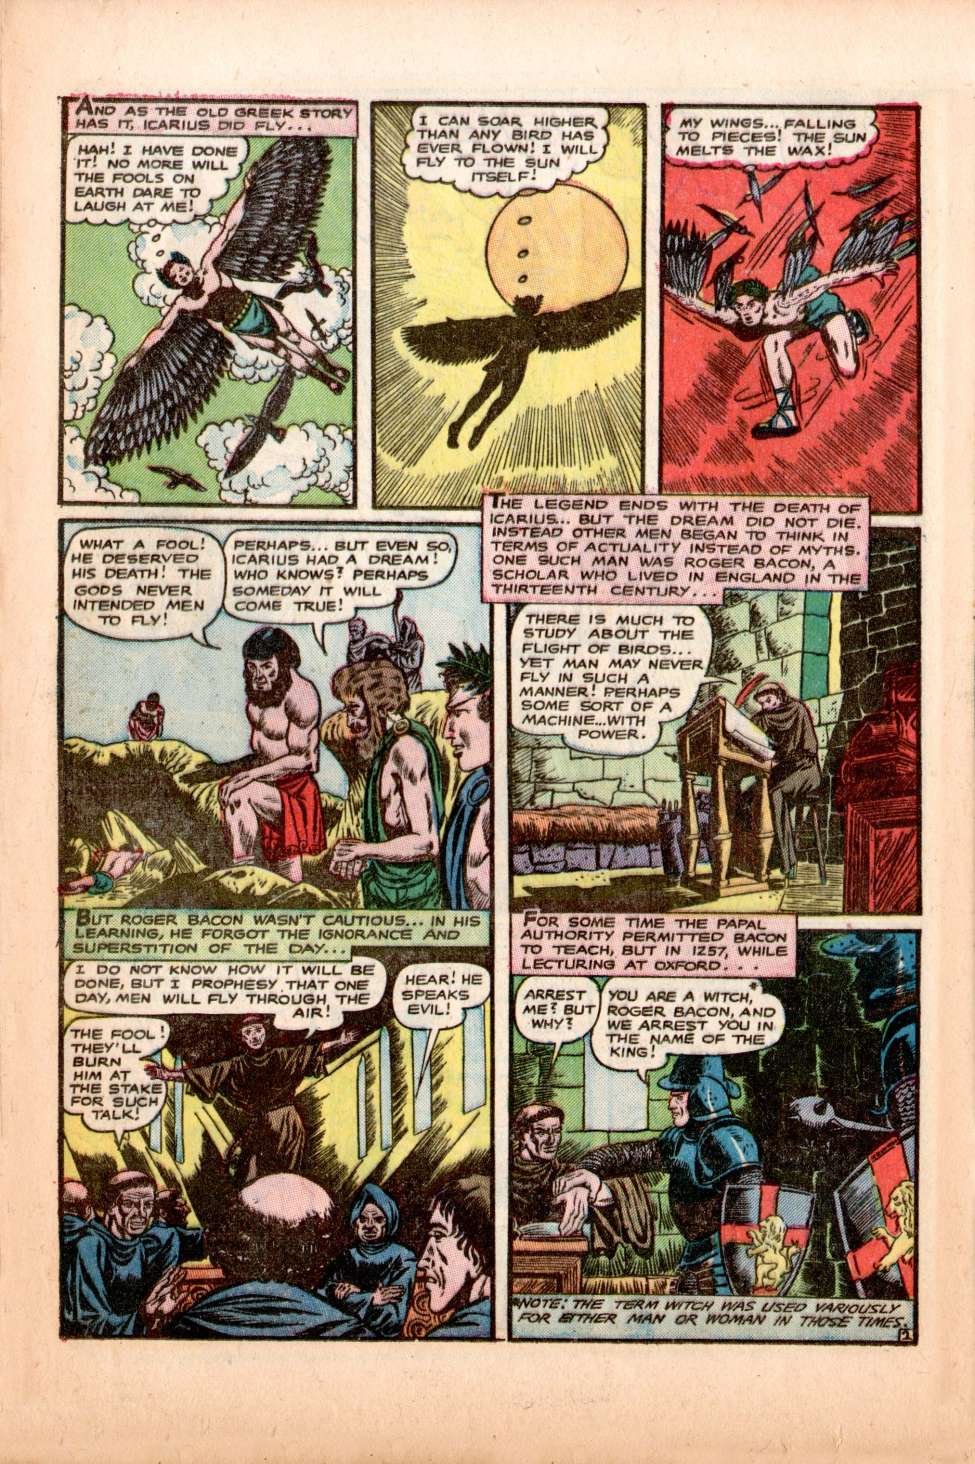 AND AS THE OLD GREEK STORY
HAS IT, ICARIUS DID FLY...
HAH! I HAVE DONE
IT! NO MORE WILL
THE FOOLS ON
EARTH DARE TO
LAUGH AT ME!
I CAN SOAR HIGHER
THAN ANY BIRD HAS
EVER FLOWN! I WILL
FLY TO THE SUN
ITSELF!
MY WINGS... FALLING
TO PIECES! THE SUN
MELTS THE WAX!
WHAT A FOOL!
HE DESERVED
HIS DEATH! THE
GODS NEVER
INTENDED MEN
TO FLY!
PERHAPS... BUT EVEN SO,
ICARIUS HAD A DREAM!
WHO KNOWS? PERHAPS
SOMEDAY IT WILL
COME TRUE!
THE LEGEND ENDS WITH THE DEATH OF
ICARIUS... BUT THE DREAM DID NOT DIE.
INSTEAD OTHER MEN BEGAN TO THINK IN
TERMS OF ACTUALITY INSTEAD OF MYTHS.
ONE SUCH MAN WAS ROGER BACON, A
SCHOLAR WHO LIVED IN ENGLAND IN THE
THIRTEENTH CENTURY...
THERE IS MUCH TO
STUDY ABOUT THE
FLIGHT OF BIRDS...
YET MAN MAY NEVER
FLY IN SUCH A
MANNER! PERHAPS
SOME SORT OF A
MACHINE...WITH
POWER.
BUT ROGER BACON WASN'T CAUTIOUS... IN HIS
LEARNING, HE FORGOT THE IGNORANCE AND
SUPERSTITION OF THE DAY...
I DO NOT KNOW HOW IT WILL BE
DONE, BUT I PROPHESY THAT ONE
DAY, MEN WILL FLY THROUGH THE
AIR!
HEAR! HE
SPEAKS
EVIL!
THE FOOL!
THEY'LL
BURN
HIM AT
THE STAKE
FOR SUCH
TALK!
FOR SOME TIME THE PAPAL
AUTHORITY PERMITTED BACON
TO TEACH, BUT IN 1257, WHILE
LECTURING AT OXFORD...
ARREST
ME? BUT
WHY?
YOU ARE A WITCH,*
ROGER BACON, AND
WE ARREST YOU IN
THE NAME OF THE
KING!
*NOTE: THE TERM WITCH WAS USED VARIOUSLY
FOR EITHER MAN OR WOMAN IN THOSE TIMES.
2